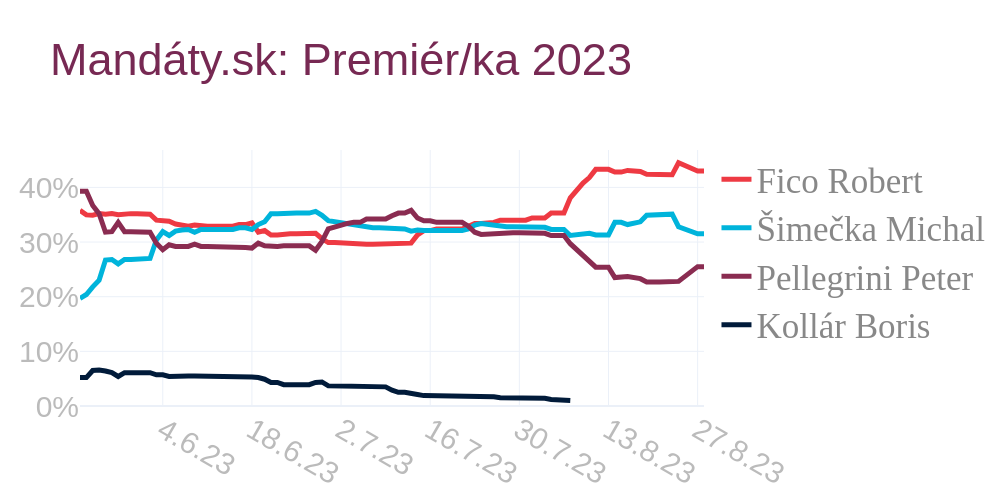 Mandáty.sk: Premiér/ka 2023
40%
30%
20%
10%
0%
4.6.23
18.6.23
2.7.23
16.7.23
30.7.23
13.8.23
27.8.23
Fico Robert
Šimečka Michal
Pellegrini Peter
Kollár Boris